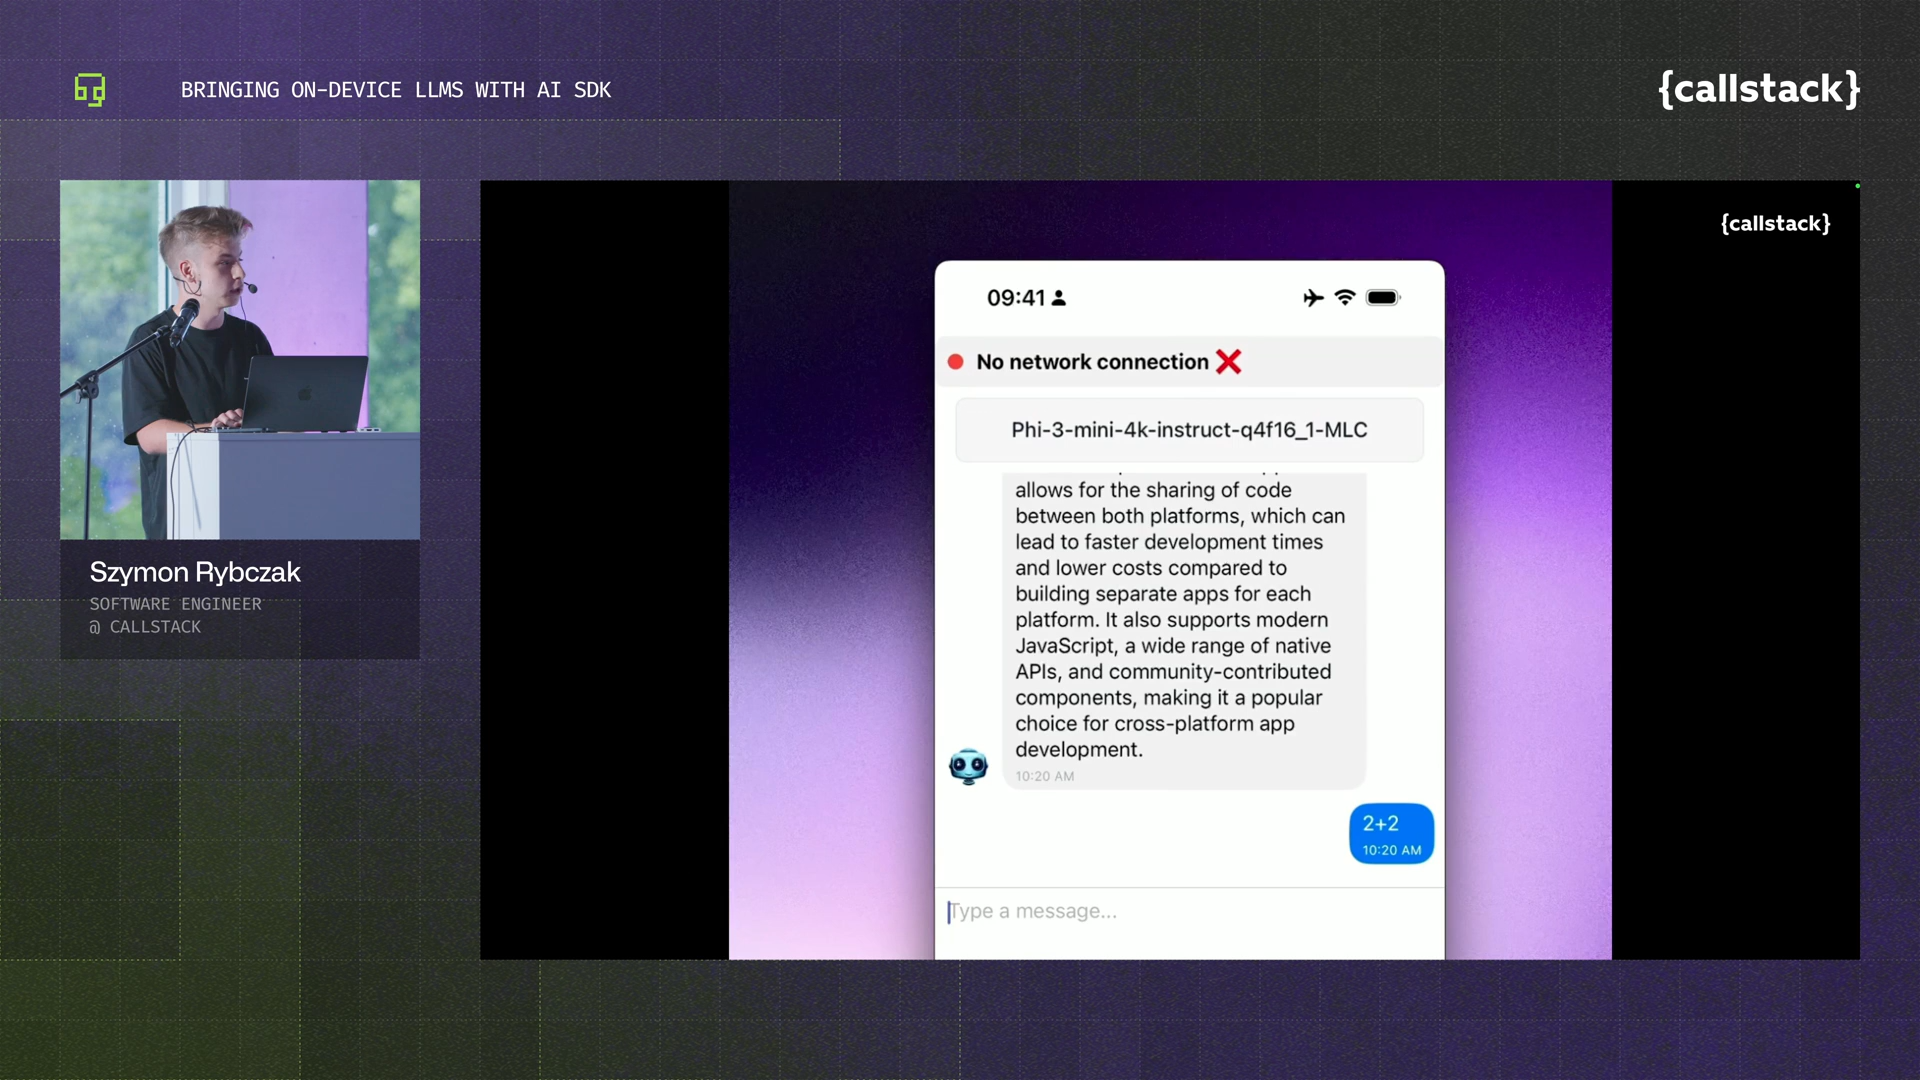 BRINGING ON-DEVICE LLMS WITH AI SDK
{callstack}
Szymon Rybczak
SOFTWARE ENGINEER
@ CALLSTACK
{callstack}
09:41
No network connection ❌
Phi-3-mini-4k-instruct-q4f16_1-MLC
allows for the sharing of code
between both platforms, which can
lead to faster development times
and lower costs compared to
building separate apps for each
platform. It also supports modern
JavaScript, a wide range of native
APIs, and community-contributed
components, making it a popular
choice for cross-platform app
development.
10:20 AM
2+2
10:20 AM
Type a message...